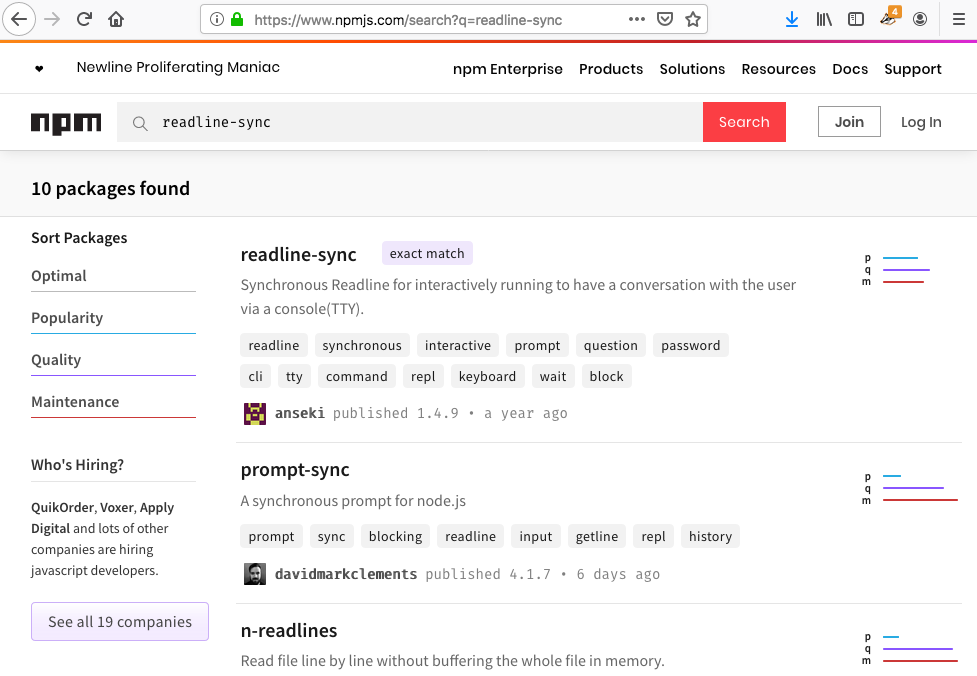 https://www.npmjs.com/search?q=readline-sync
4
❤ Newline Proliferating Maniac npm Enterprise Products Solutions Resources Docs Support
npm readline-sync Search Join Log In
10 packages found
Sort Packages
Optimal
Popularity
Quality
Maintenance
Who's Hiring?
QuikOrder, Voxer, Apply
Digital and lots of other
companies are hiring
javascript developers.
See all 19 companies
readline-sync exact match
Synchronous Readline for interactively running to have a conversation with the user
via a console(TTY).
readline synchronous interactive prompt question password
cli tty command repl keyboard wait block
anseki published 1.4.9 • a year ago
p
q
m
prompt-sync
A synchronous prompt for node.js
prompt sync blocking readline input getline repl history
davidmarkclements published 4.1.7 • 6 days ago
p
q
m
n-readlines
Read file line by line without buffering the whole file in memory.
p
q
m